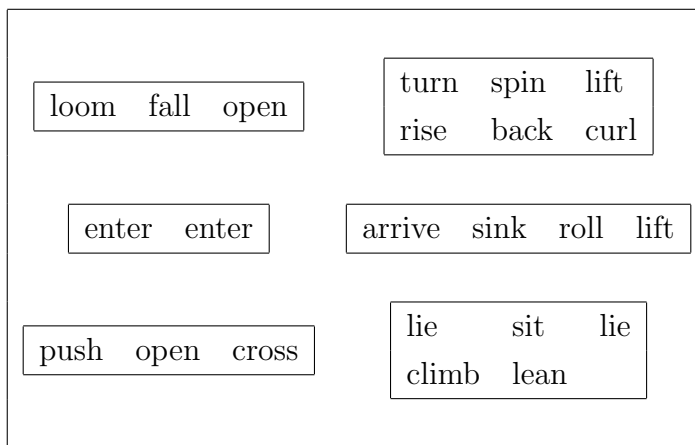 loom fall open
turn spin lift
rise back curl
enter enter
arrive sink roll lift
push open cross
lie sit lie
climb lean